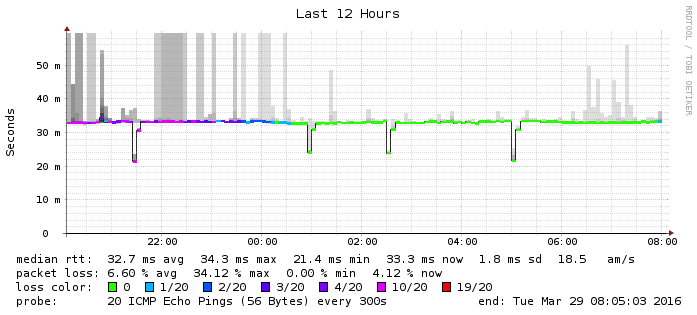 Last 12 Hours
RRDTOOL / TOBI OETIKER
Seconds
50 m
40 m
30 m
20 m
10 m
0
22:00 00:00 02:00 04:00 06:00 08:00
median rtt: 32.7 ms avg 34.3 ms max 21.4 ms min 33.3 ms now 1.8 ms sd 18.5 am/s
packet loss: 6.60 % avg 34.12 % max 0.00 % min 4.12 % now
loss color: 0 1/20 2/20 3/20 4/20 10/20 19/20
probe: 20 ICMP Echo Pings (56 Bytes) every 300s end: Tue Mar 29 08:05:03 2016